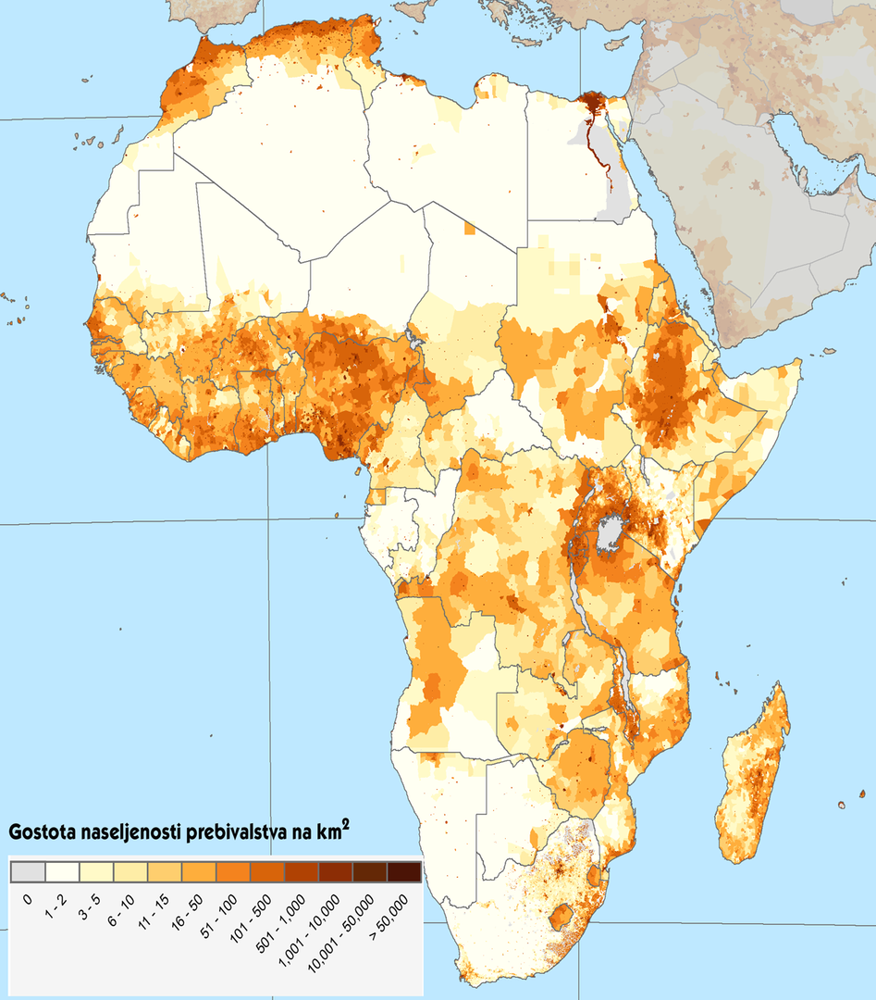 Gostota naseljenosti prebivalstva na km²
0
1 - 2
3 - 5
6 - 10
11 - 15
16 - 50
51 - 100
101 - 500
501 - 1,000
1,001 - 10,000
10,001 - 50,000
> 50,000